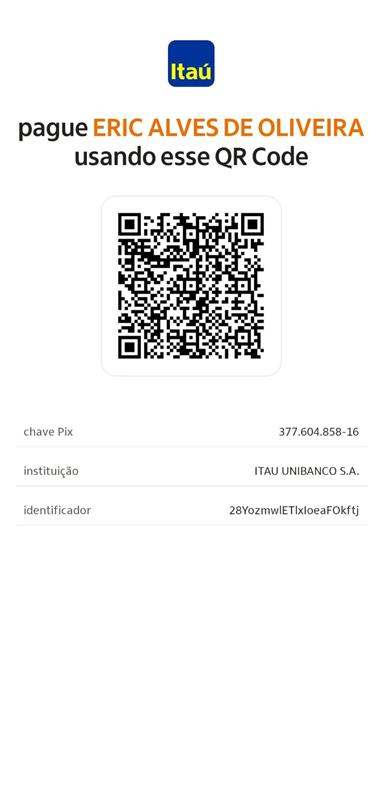 Itaú
pague ERIC ALVES DE OLIVEIRA
usando esse QR Code
chave Pix 377.604.858-16
instituição ITAU UNIBANCO S.A.
identificador 28YozmwlETlxIoeaFOkftj